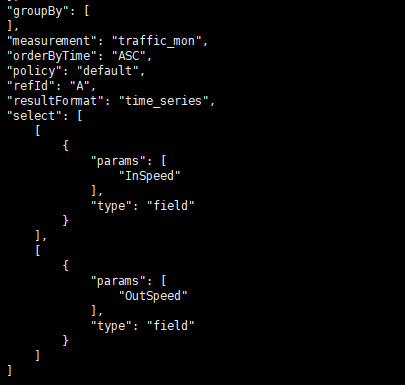 "groupBy": [
],
"measurement": "traffic_mon",
"orderByTime": "ASC",
"policy": "default",
"refId": "A",
"resultFormat": "time_series",
"select": [
    [
        {
            "params": [
                "InSpeed"
            ],
            "type": "field"
        }
    ],
    [
        {
            "params": [
                "OutSpeed"
            ],
            "type": "field"
        }
    ]
]